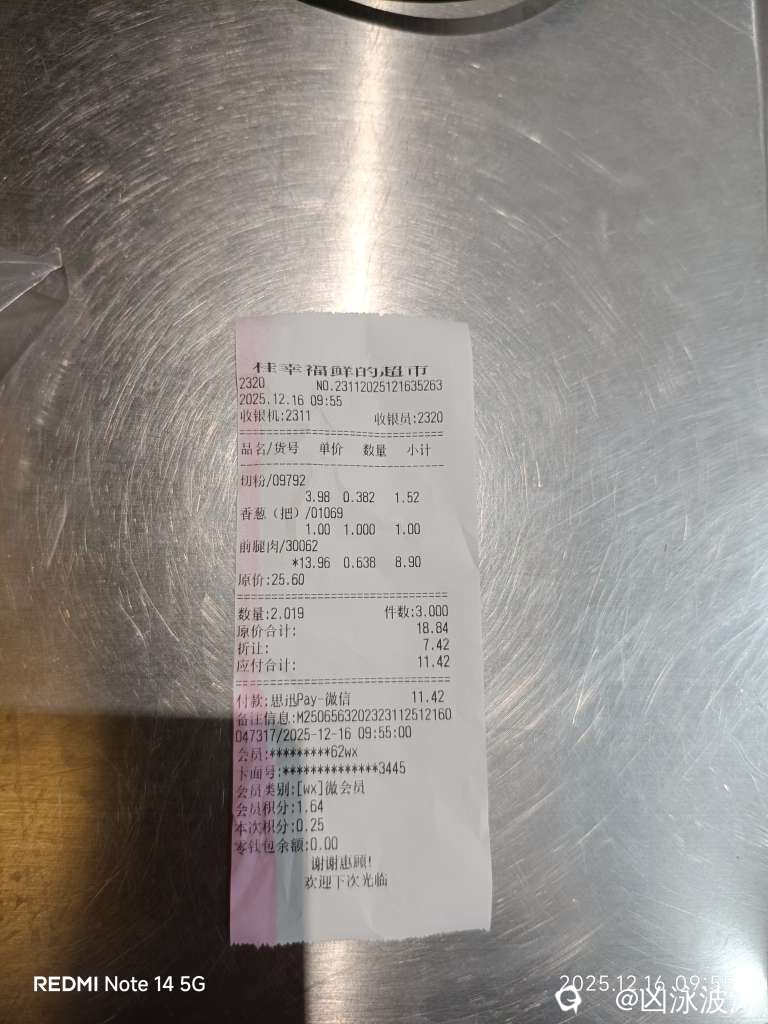 桂幸福鲜的超市
2320 NO.23112025121635263
2025.12.16 09:55
收银机:2311 收银员:2320
品名/货号 单价 数量 小计
切粉/09792
3.98 0.382 1.52
香葱（把）/01069
1.00 1.000 1.00
前腿肉/30062
*13.96 0.638 8.90
原价:25.60
数量:2.019 件数:3.000
原价合计: 18.84
折让: 7.42
应付合计: 11.42
付款:思迅Pay-微信 11.42
备注信息:M2506563202323112512160
047317/2025-12-16 09:55:00
会员:*********62wx
卡面号:**************3445
会员类别:[wx]微会员
会员积分:1.64
本次积分:0.25
零钱包余额:0.00
谢谢惠顾!
欢迎下次光临
REDMI Note 14 5G
2025.12.16 09:55
@凶泳波